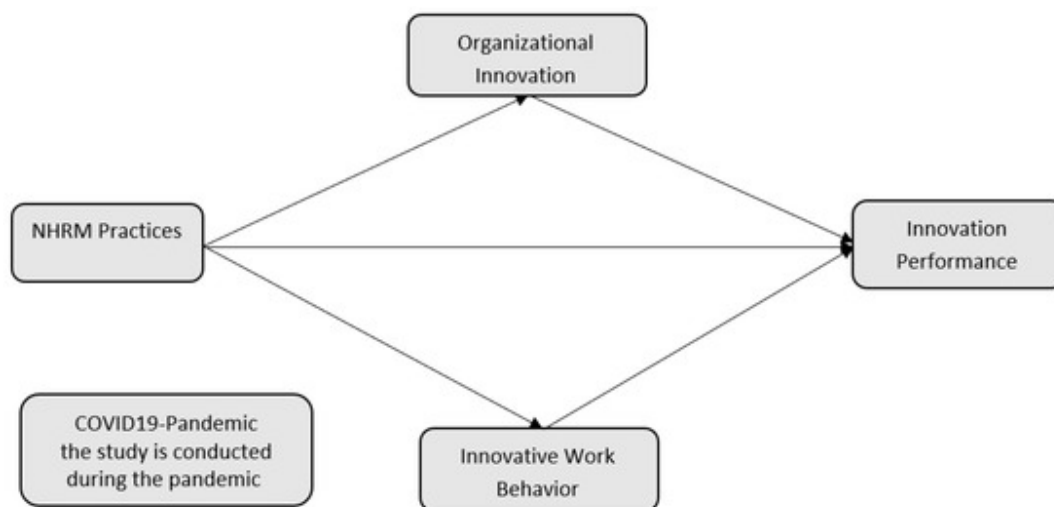 Organizational
Innovation
NHRM Practices
Innovation
Performance
COVID19-Pandemic
the study is conducted
during the pandemic
Innovative Work
Behavior